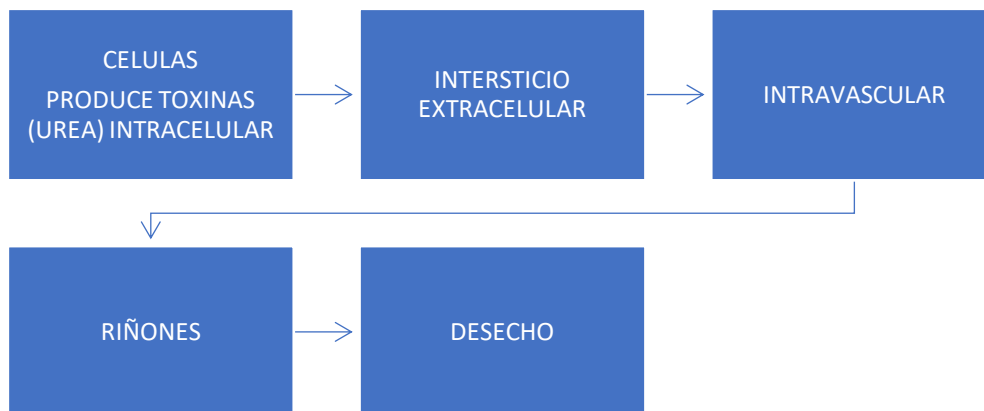 CELULAS
PRODUCE TOXINAS
(UREA) INTRACELULAR
INTERSTICIO
EXTRACELULAR
INTRAVASCULAR
RIÑONES
DESECHO